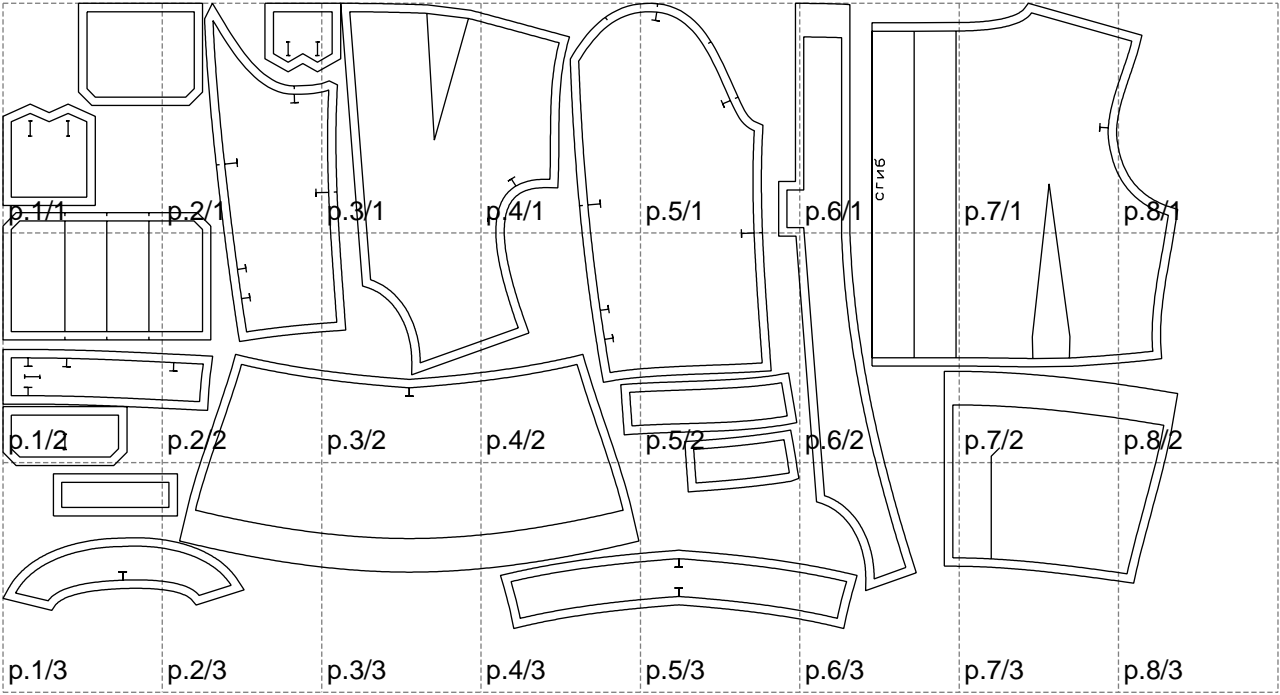 сгиб
p.1/1 p.2/1 p.3/1 p.4/1 p.5/1 p.6/1 p.7/1 p.8/1
p.1/2 p.2/2 p.3/2 p.4/2 p.5/2 p.6/2 p.7/2 p.8/2
p.1/3 p.2/3 p.3/3 p.4/3 p.5/3 p.6/3 p.7/3 p.8/3